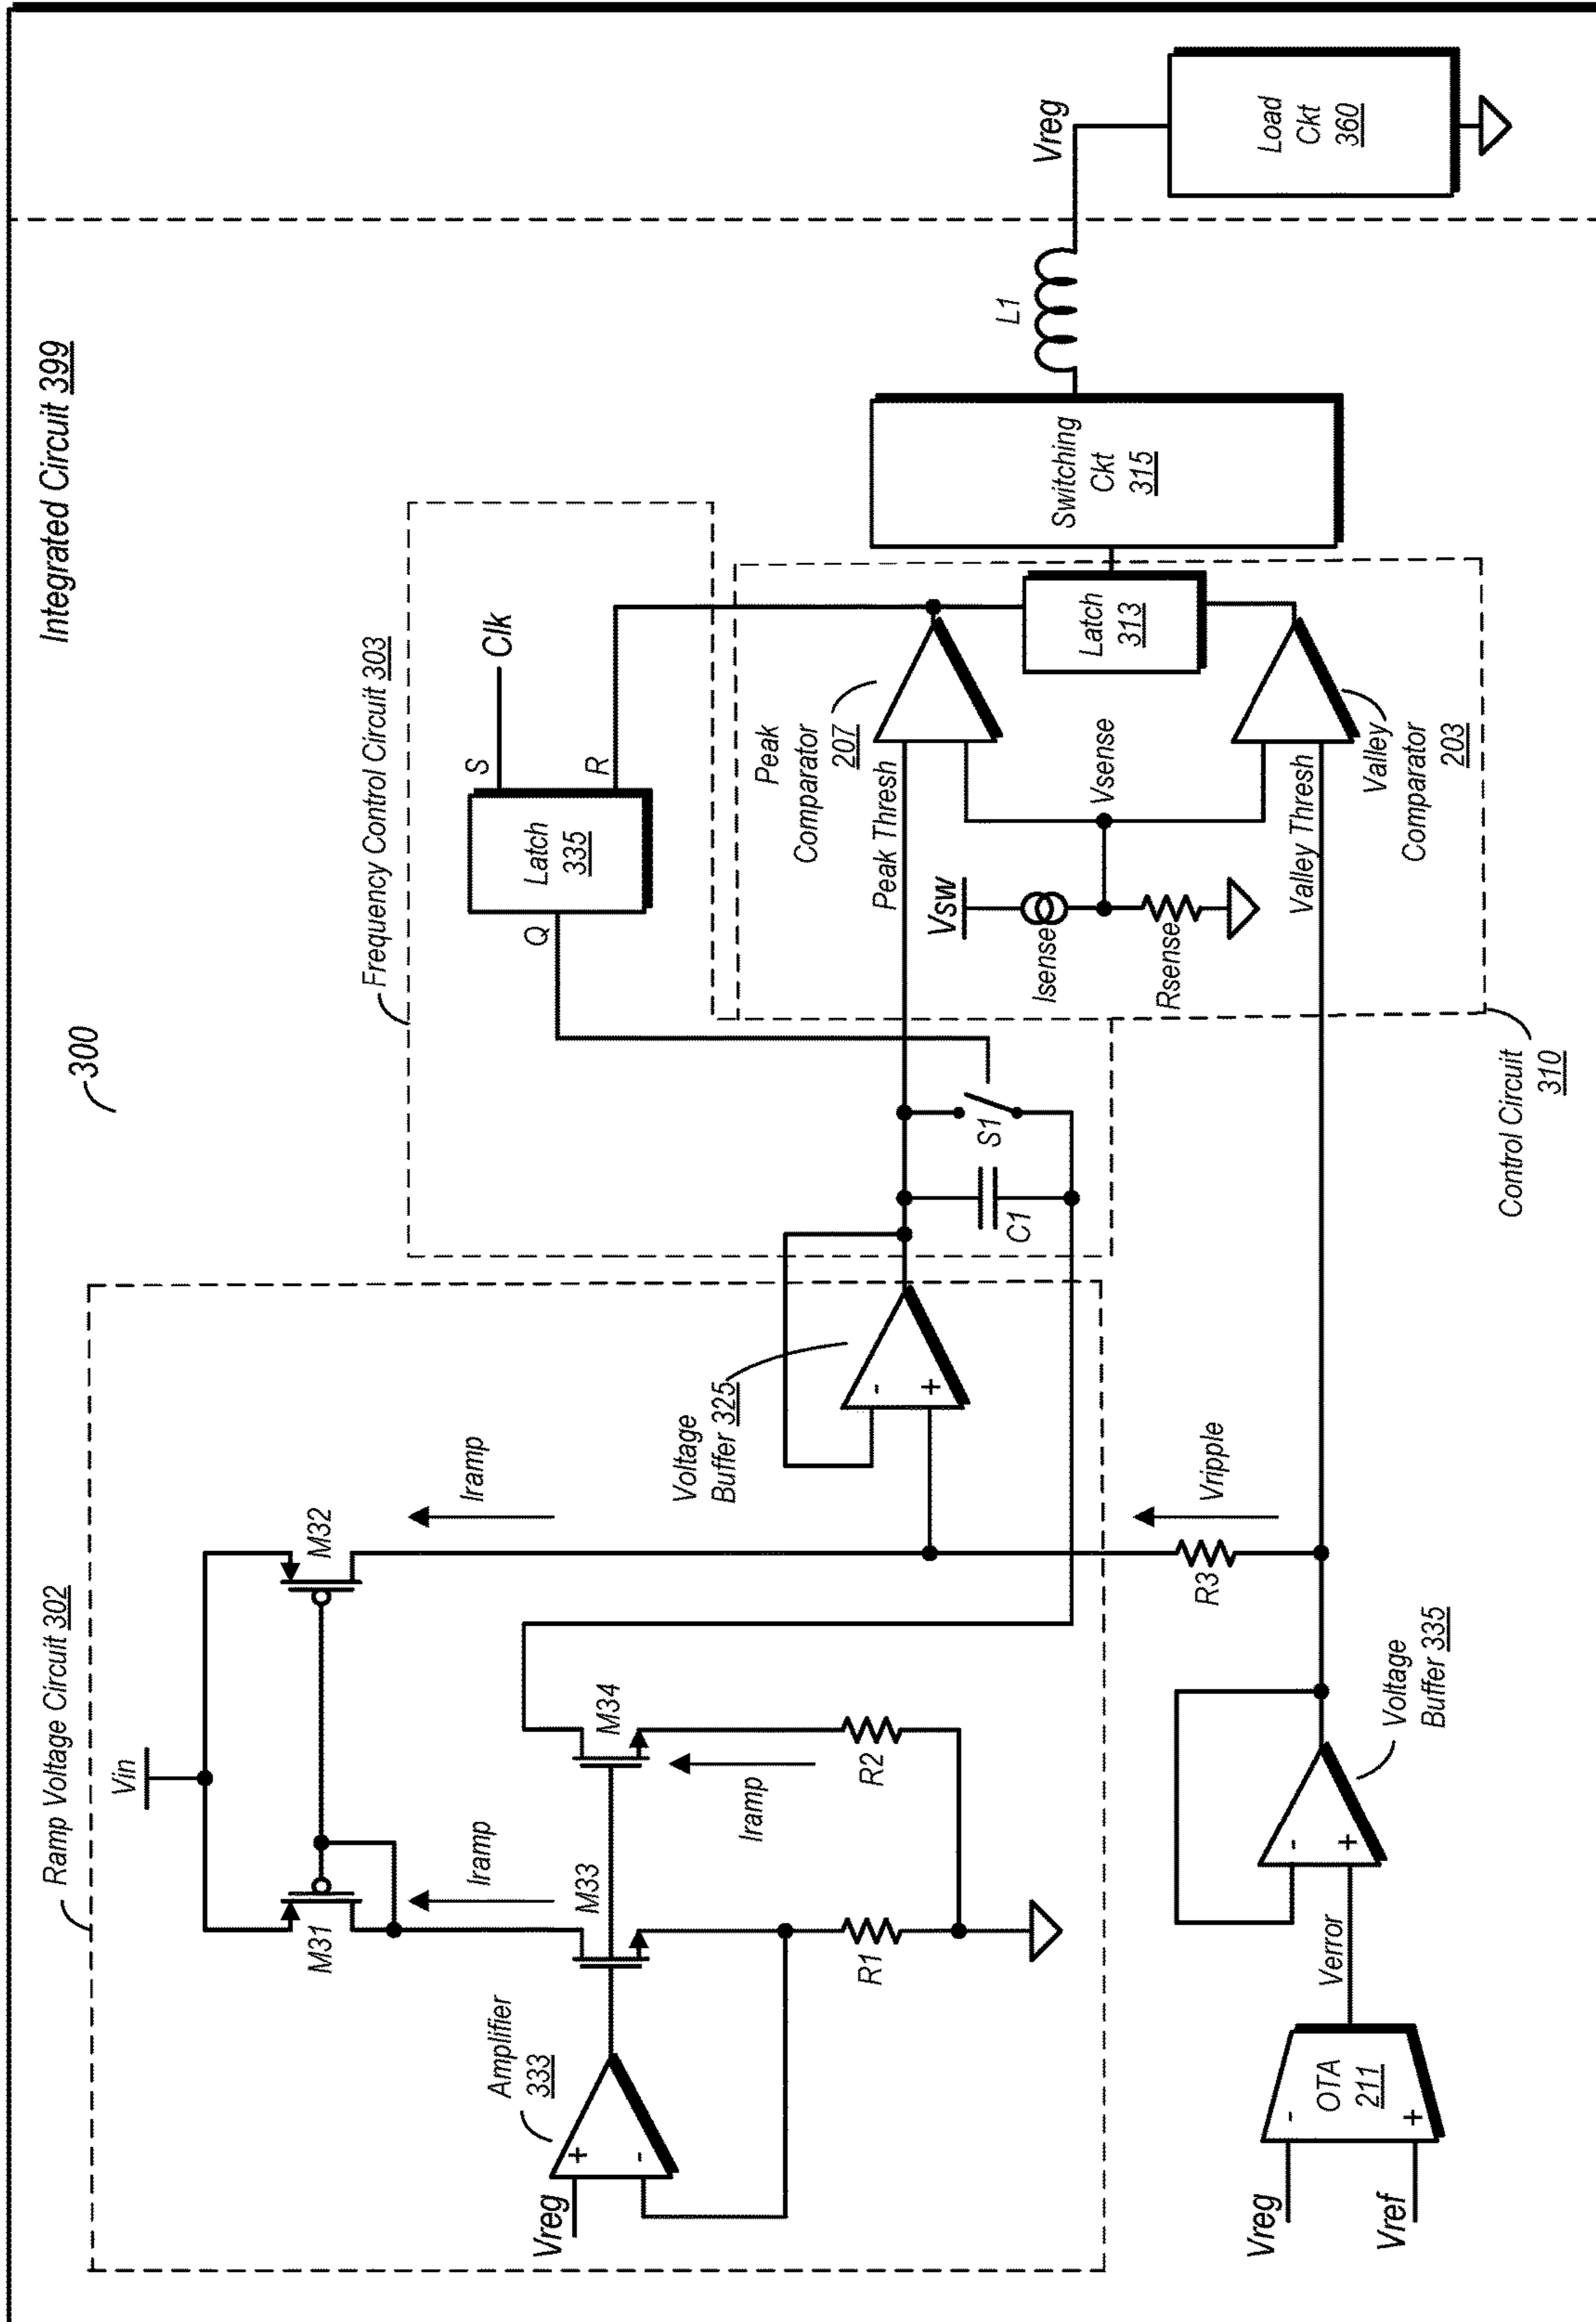 Integrated Circuit 399
300
Ramp Voltage Circuit 302
Vin
M31
M32
Iramp
Iramp
Amplifier
333
+
-
Vreg
M33
M34
Iramp
R1
R2
Voltage
Buffer 325
-
+
Frequency Control Circuit 303
Clk
S
R
Latch
335
Q
S1
C1
Peak
Comparator
207
Peak Thresh
Vsw
Isense
Rsense
Vsense
Latch
313
Valley Thresh
Valley
Comparator
203
Control Circuit
310
Switching
Ckt
315
L1
Vreg
Load
Ckt
360
Vripple
R3
Voltage
Buffer 335
-
+
Verror
OTA
211
-
+
Vreg
Vref